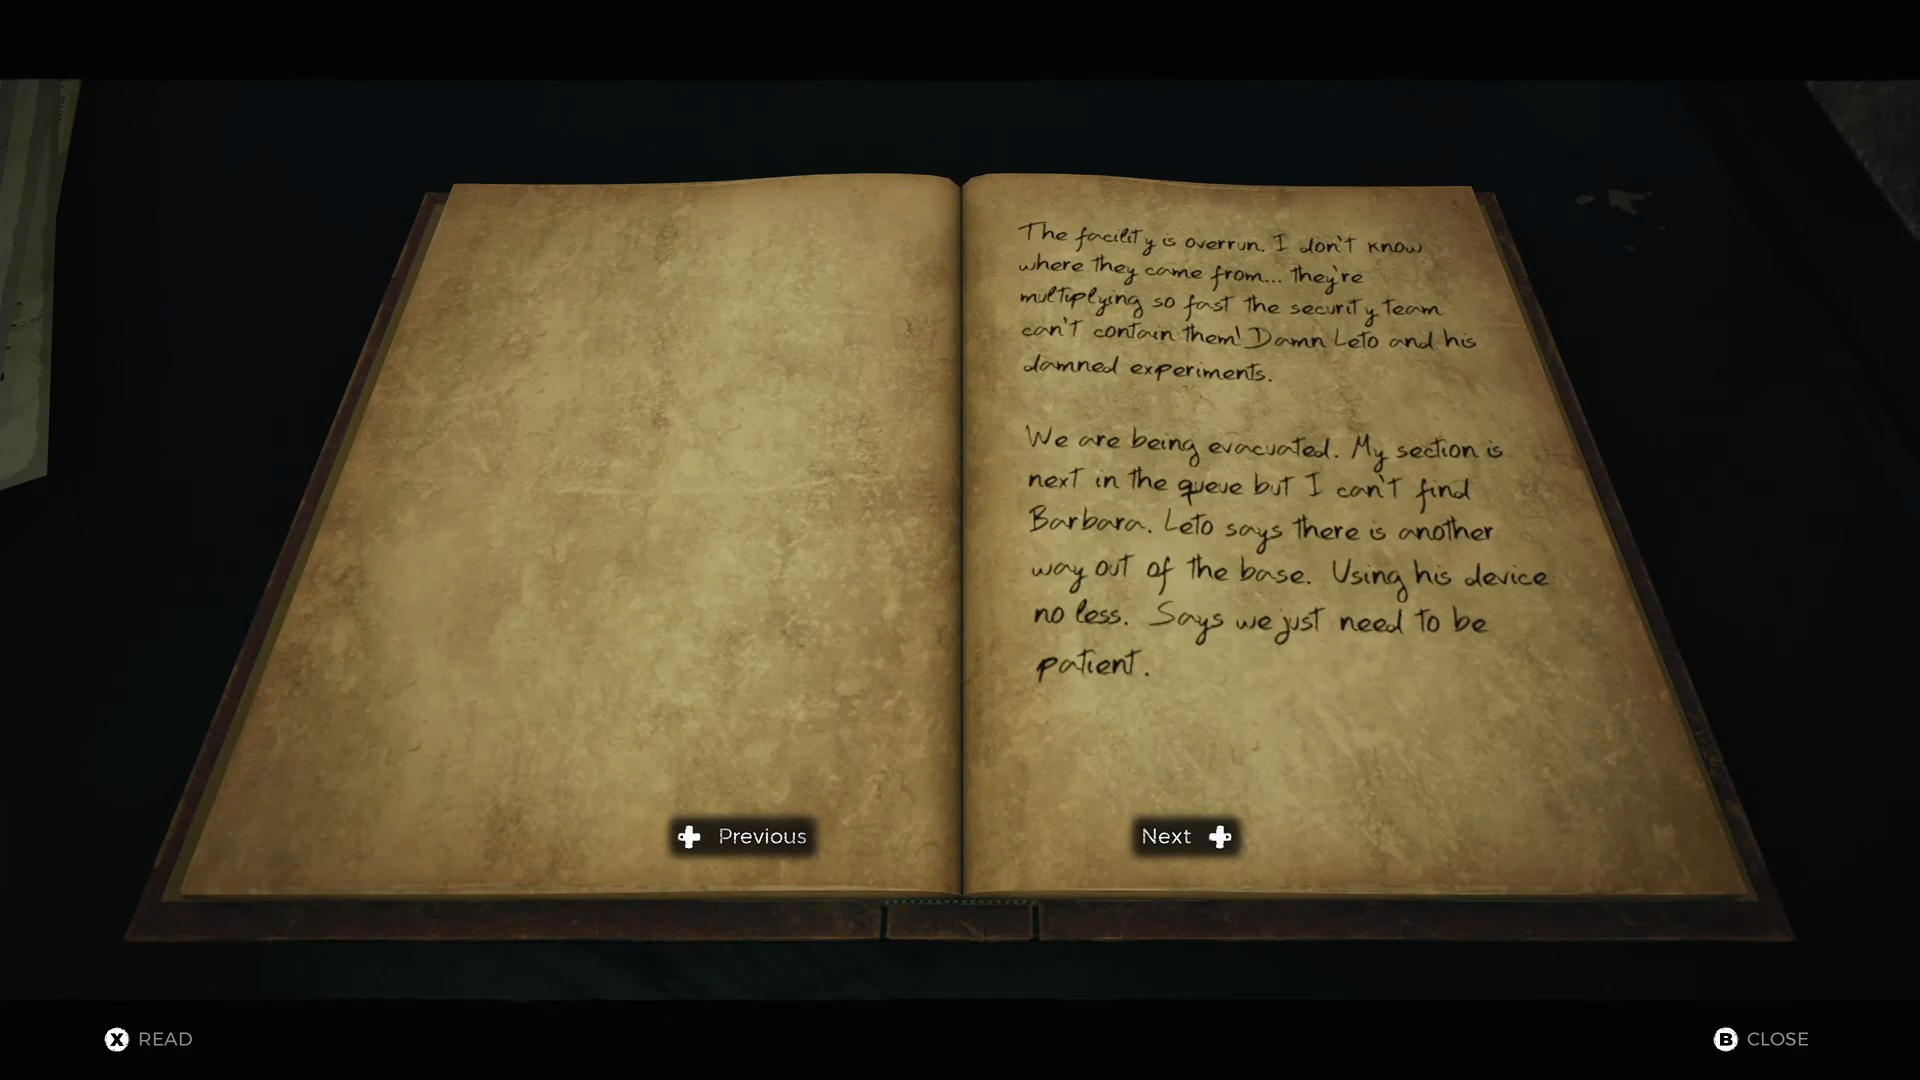 The facility is overrun. I don't know
where they came from... they're
multiplying so fast the security team
can't contain them! Damn Leto and his
damned experiments.
We are being evacuated. My section is
next in the queue but I can't find
Barbara. Leto says there is another
way out of the base. Using his device
no less. Says we just need to be
patient.
Previous
Next
X READ
B CLOSE